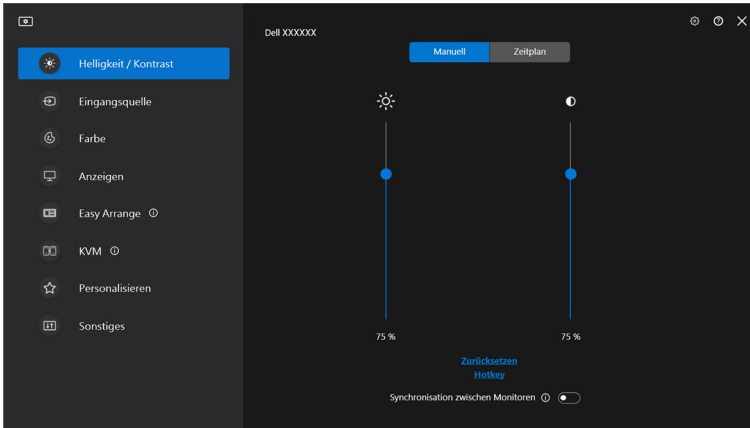 Dell XXXXXX
Helligkeit / Kontrast
Eingangsquelle
Farbe
Anzeigen
Easy Arrange
KVM
Personalisieren
Sonstiges
Manuell
Zeitplan
75 %
75 %
Zurücksetzen
Hotkey
Synchronisation zwischen Monitoren